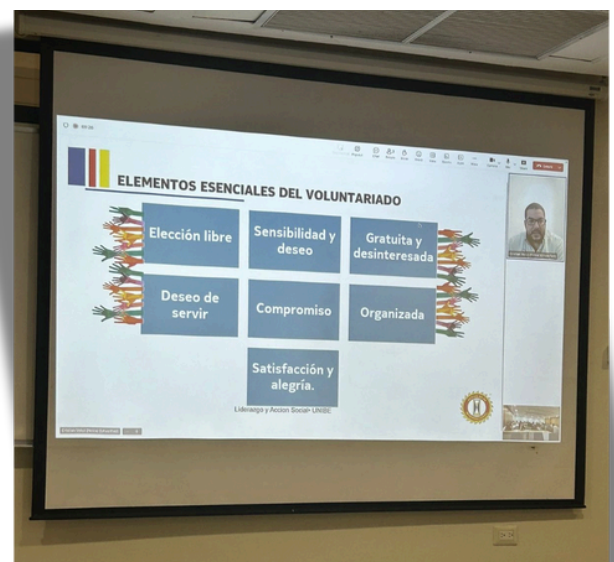 ELEMENTOS ESENCIALES DEL VOLUNTARIADO
Elección libre
Sensibilidad y
deseo
Gratuita y
desinteresada
Deseo de
servir
Compromiso
Organizada
Satisfacción y
alegría.
Liderazgo y Accion Social- UNIBE